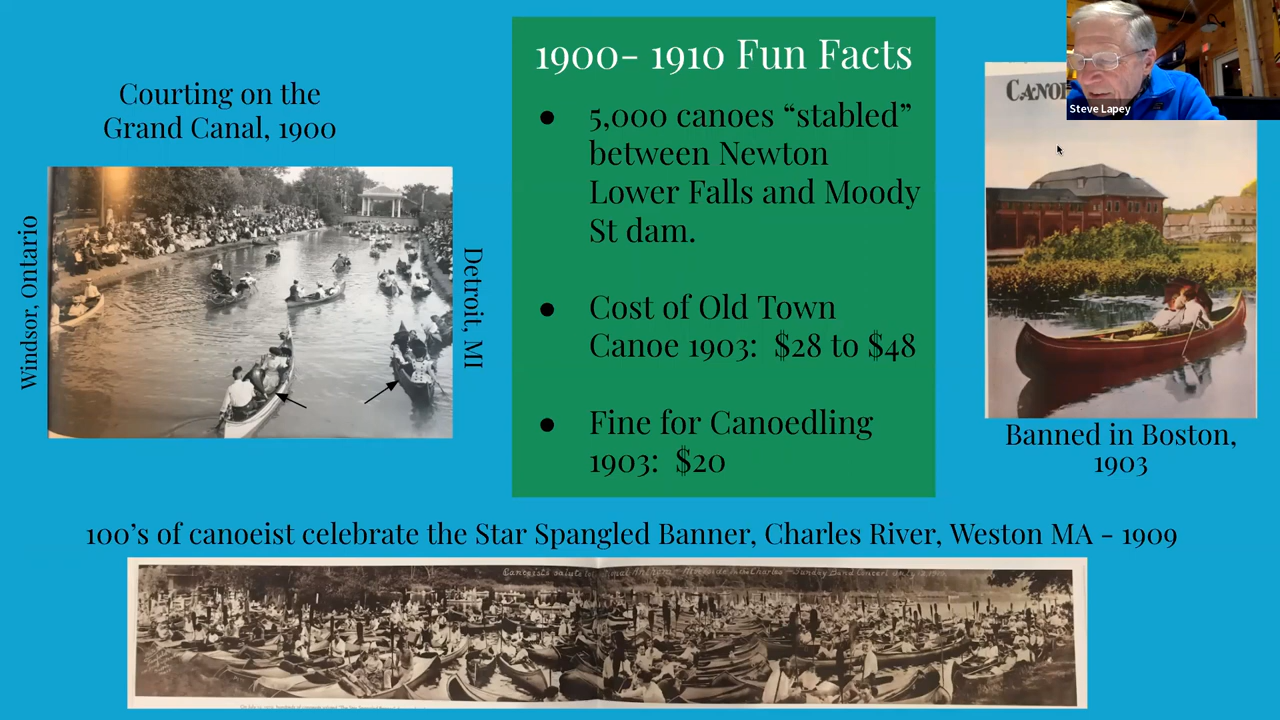 Courting on the
Grand Canal, 1900
Windsor, Ontario
Detroit, MI
1900- 1910 Fun Facts
● 5,000 canoes “stabled”
between Newton
Lower Falls and Moody
St dam.
● Cost of Old Town
Canoe 1903: $28 to $48
● Fine for Canoedling
1903: $20
Steve Lapey
Banned in Boston,
1903
100’s of canoeist celebrate the Star Spangled Banner, Charles River, Weston MA - 1909
Canoeists salute